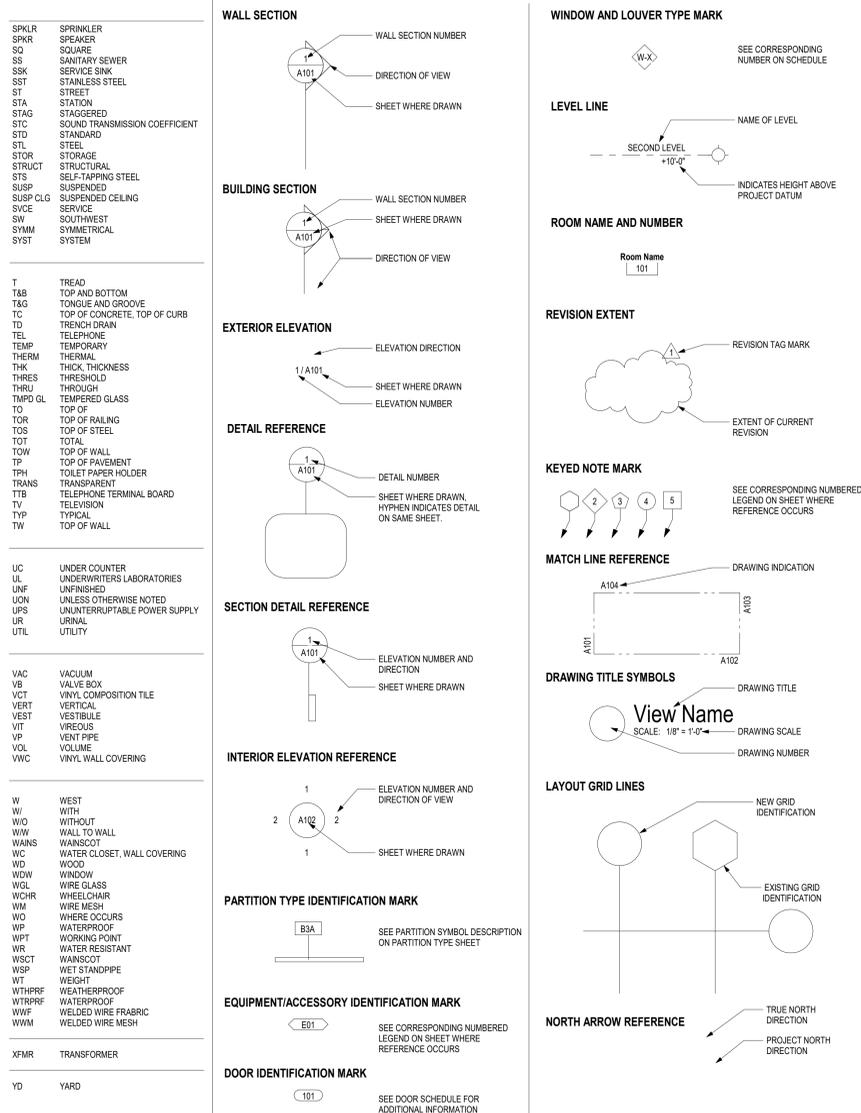 SPKLR SPRINKLER
SPKR SPEAKER
SQ SQUARE
SS SANITARY SEWER
SSK SERVICE SINK
SST STAINLESS STEEL
ST STREET
STA STATION
STAG STAGGERED
STC SOUND TRANSMISSION COEFFICIENT
STD STANDARD
STL STEEL
STOR STORAGE
STRUCT STRUCTURAL
STS SELF-TAPPING STEEL
SUSP SUSPENDED
SUSP CLG SUSPENDED CEILING
SVCE SERVICE
SW SOUTHWEST
SYMM SYMMETRICAL
SYST SYSTEM
T TREAD
T&B TOP AND BOTTOM
T&G TONGUE AND GROOVE
TC TOP OF CONCRETE, TOP OF CURB
TD TRENCH DRAIN
TEL TELEPHONE
TEMP TEMPORARY
THERM THERMAL
THK THICK, THICKNESS
THRES THRESHOLD
THRU THROUGH
TMPD GL TEMPERED GLASS
TO TOP OF
TOR TOP OF RAILING
TOS TOP OF STEEL
TOT TOTAL
TOW TOP OF WALL
TP TOP OF PAVEMENT
TPH TOILET PAPER HOLDER
TRANS TRANSPARENT
TTB TELEPHONE TERMINAL BOARD
TV TELEVISION
TYP TYPICAL
TW TOP OF WALL
UC UNDER COUNTER
UL UNDERWRITERS LABORATORIES
UNF UNFINISHED
UON UNLESS OTHERWISE NOTED
UPS UNUNTERRUPTABLE POWER SUPPLY
UR URINAL
UTIL UTILITY
VAC VACUUM
VB VALVE BOX
VCT VINYL COMPOSITION TILE
VERT VERTICAL
VEST VESTIBULE
VIT VIREOUS
VP VENT PIPE
VOL VOLUME
VWC VINYL WALL COVERING
W WEST
W/ WITH
W/O WITHOUT
W/W WALL TO WALL
WAINS WAINSCOT
WC WATER CLOSET, WALL COVERING
WD WOOD
WDW WINDOW
WGL WIRE GLASS
WCHR WHEELCHAIR
WM WIRE MESH
WO WHERE OCCURS
WP WATERPROOF
WPT WORKING POINT
WR WATER RESISTANT
WSCT WAINSCOT
WSP WET STANDPIPE
WT WEIGHT
WTHPRF WEATHERPROOF
WTRPRF WATERPROOF
WWF WELDED WIRE FRABRIC
WWM WELDED WIRE MESH
XFMR TRANSFORMER
YD YARD
WALL SECTION
WALL SECTION NUMBER
1
A101
DIRECTION OF VIEW
SHEET WHERE DRAWN
BUILDING SECTION
WALL SECTION NUMBER
1
SHEET WHERE DRAWN
A101
DIRECTION OF VIEW
EXTERIOR ELEVATION
ELEVATION DIRECTION
1 / A101
SHEET WHERE DRAWN
ELEVATION NUMBER
DETAIL REFERENCE
1
A101
DETAIL NUMBER
SHEET WHERE DRAWN,
HYPHEN INDICATES DETAIL
ON SAME SHEET.
SECTION DETAIL REFERENCE
1
A101
ELEVATION NUMBER AND
DIRECTION
SHEET WHERE DRAWN
INTERIOR ELEVATION REFERENCE
1
ELEVATION NUMBER AND
DIRECTION OF VIEW
2 A102 2
1
SHEET WHERE DRAWN
PARTITION TYPE IDENTIFICATION MARK
B3A
SEE PARTITION SYMBOL DESCRIPTION
ON PARTITION TYPE SHEET
EQUIPMENT/ACCESSORY IDENTIFICATION MARK
E01
SEE CORRESPONDING NUMBERED
LEGEND ON SHEET WHERE
REFERENCE OCCURS
DOOR IDENTIFICATION MARK
101
SEE DOOR SCHEDULE FOR
ADDITIONAL INFORMATION
WINDOW AND LOUVER TYPE MARK
W-X
SEE CORRESPONDING
NUMBER ON SCHEDULE
LEVEL LINE
NAME OF LEVEL
SECOND LEVEL
+10'-0"
INDICATES HEIGHT ABOVE
PROJECT DATUM
ROOM NAME AND NUMBER
Room Name
101
REVISION EXTENT
1
REVISION TAG MARK
EXTENT OF CURRENT
REVISION
KEYED NOTE MARK
2 3 4 5
SEE CORRESPONDING NUMBERED
LEGEND ON SHEET WHERE
REFERENCE OCCURS
MATCH LINE REFERENCE
DRAWING INDICATION
A104
A103
A101
A102
DRAWING TITLE SYMBOLS
DRAWING TITLE
View Name
SCALE: 1/8" = 1'-0"
DRAWING SCALE
DRAWING NUMBER
LAYOUT GRID LINES
NEW GRID
IDENTIFICATION
EXISTING GRID
IDENTIFICATION
NORTH ARROW REFERENCE
TRUE NORTH
DIRECTION
PROJECT NORTH
DIRECTION